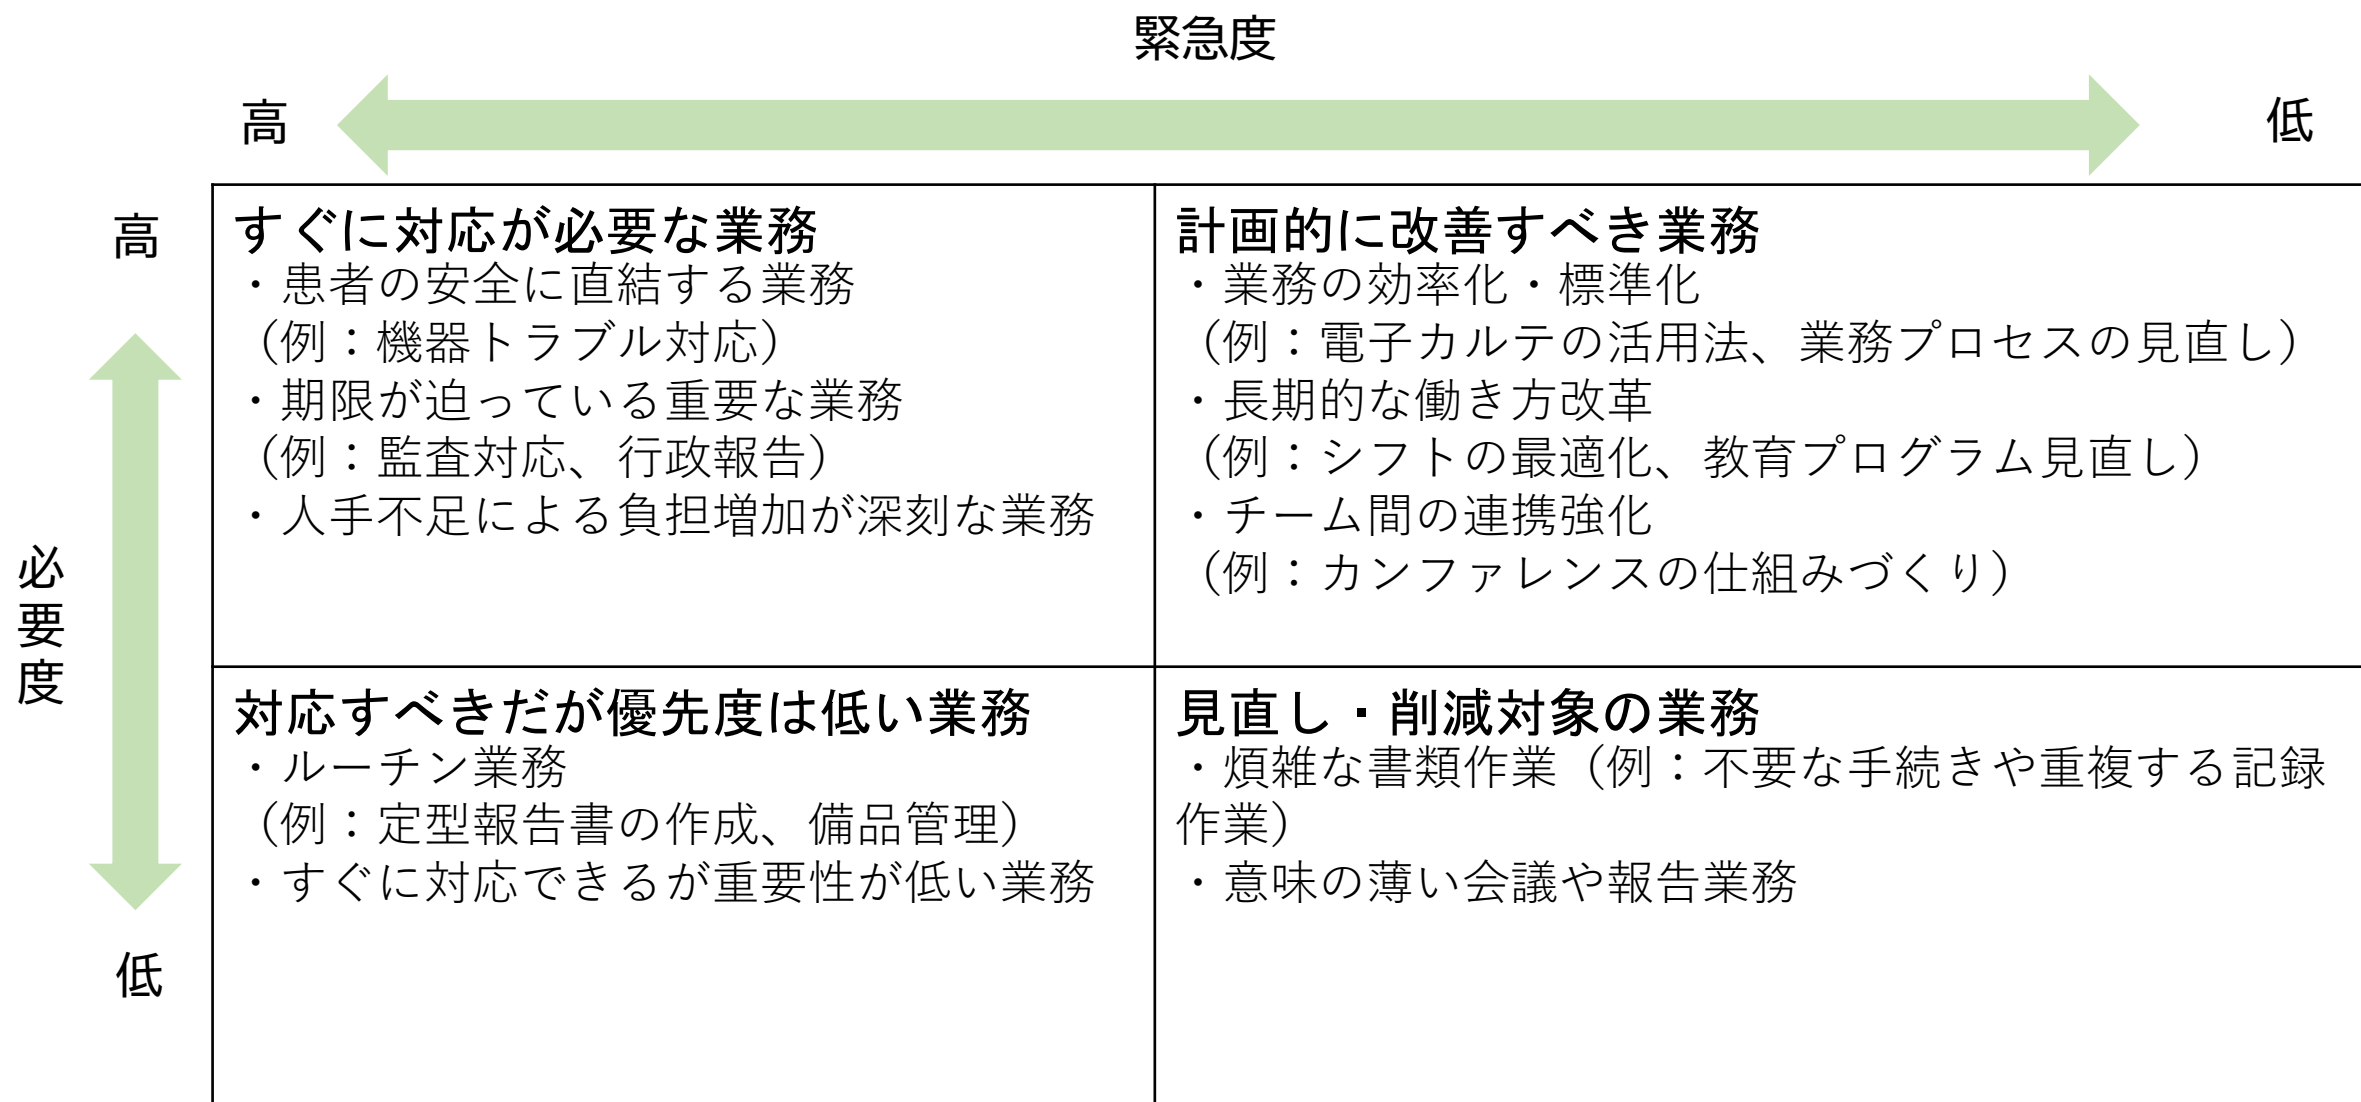 緊急度
高
低
高
必要度
低
すぐに対応が必要な業務
・患者の安全に直結する業務
（例：機器トラブル対応）
・期限が迫っている重要な業務
（例：監査対応、行政報告）
・人手不足による負担増加が深刻な業務
計画的に改善すべき業務
・業務の効率化・標準化
（例：電子カルテの活用法、業務プロセスの見直し）
・長期的な働き方改革
（例：シフトの最適化、教育プログラム見直し）
・チーム間の連携強化
（例：カンファレンスの仕組みづくり）
対応すべきだが優先度は低い業務
・ルーチン業務
（例：定型報告書の作成、備品管理）
・すぐに対応できるが重要性が低い業務
見直し・削減対象の業務
・煩雑な書類作業（例：不要な手続きや重複する記録
作業）
・意味の薄い会議や報告業務